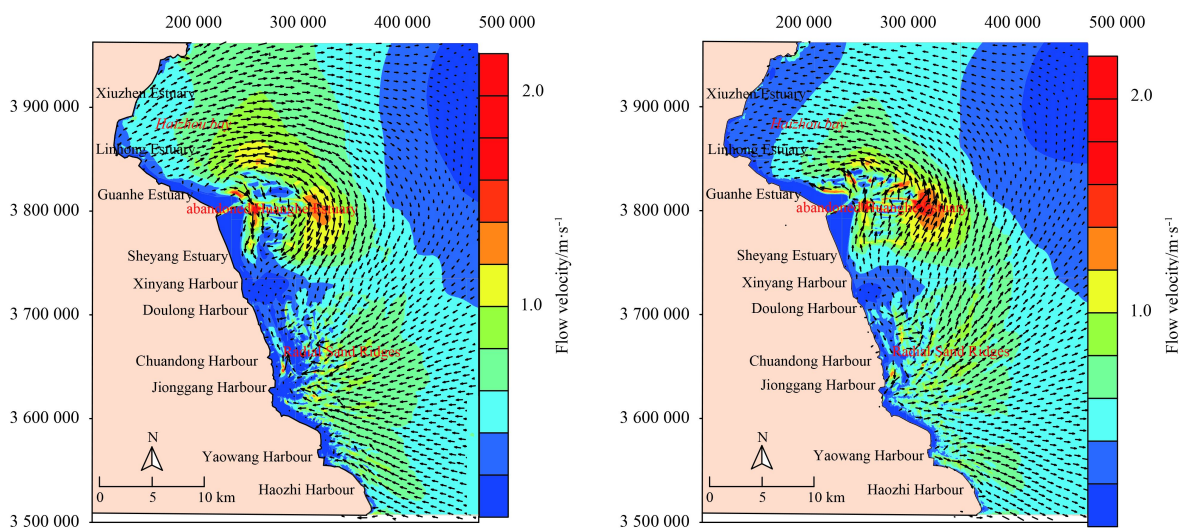 200 000 300 000 400 000 500 000
3 900 000
3 800 000
3 700 000
3 600 000
3 500 000
Xiuzhen Estuary
Haizhou bay
Linhong Estuary
Guanhe Estuary
abandoned Huanghe Estuary
Sheyang Estuary
Xinyang Harbour
Doulong Harbour
Radial Sand Ridges
Chuandong Harbour
Jionggang Harbour
Yaowang Harbour
Haozhi Harbour
N
0 5 10 km
2.0
1.0
Flow velocity/m·s⁻¹
200 000 300 000 400 000 500 000
3 900 000
3 800 000
3 700 000
3 600 000
3 500 000
Xiuzhen Estuary
Haizhou bay
Linhong Estuary
Guanhe Estuary
abandoned Huanghe Estuary
Sheyang Estuary
Xinyang Harbour
Doulong Harbour
Radial Sand Ridges
Chuandong Harbour
Jionggang Harbour
Yaowang Harbour
Haozhi Harbour
N
0 5 10 km
2.0
1.0
Flow velocity/m·s⁻¹